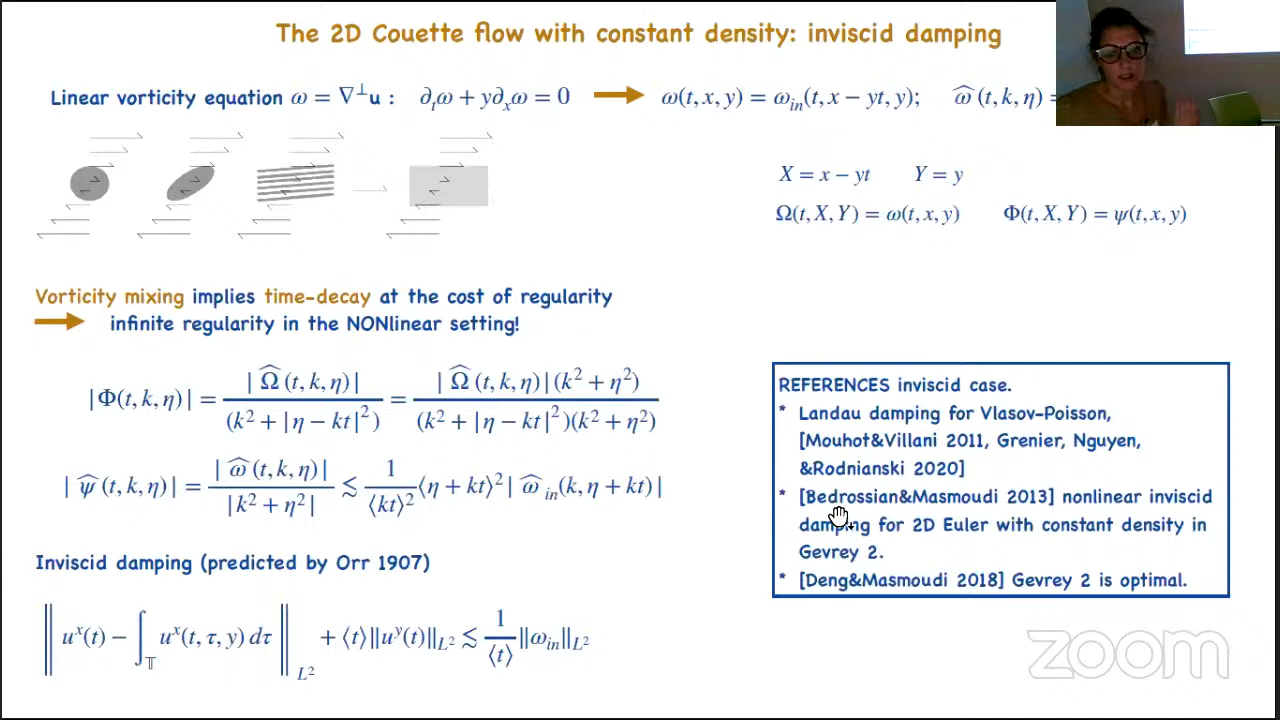 The 2D Couette flow with constant density: inviscid damping
Linear vorticity equation ω = ∇⊥u : ∂ₜω + y∂ₓω = 0 ω(t, x, y) = ωᵢₙ(t, x − yt, y); ω̂ (t, k, η) =
X = x − yt Y = y
Ω(t, X, Y) = ω(t, x, y) Φ(t, X, Y) = ψ(t, x, y)
Vorticity mixing implies time-decay at the cost of regularity
infinite regularity in the NONlinear setting!
|Φ(t, k, η)| = | Ω̂ (t, k, η)| / (k² + |η − kt|²) = | Ω̂ (t, k, η)|(k² + η²) / (k² + |η − kt|²)(k² + η²)
| ψ̂ (t, k, η)| = | ω̂ (t, k, η)| / |k² + η²| ≲ 1/⟨kt⟩² ⟨η + kt⟩² | ω̂ ᵢₙ(k, η + kt)|
Inviscid damping (predicted by Orr 1907)
‖ uˣ(t) − ∫_𝕋 uˣ(t, τ, y) dτ ‖_L² + ⟨t⟩‖uʸ(t)‖_L² ≲ 1/⟨t⟩ ‖ωᵢₙ‖_L²
REFERENCES inviscid case.
* Landau damping for Vlasov-Poisson,
[Mouhot&Villani 2011, Grenier, Nguyen,
&Rodnianski 2020]
* [Bedrossian&Masmoudi 2013] nonlinear inviscid
damping for 2D Euler with constant density in
Gevrey 2.
* [Deng&Masmoudi 2018] Gevrey 2 is optimal.
zoom